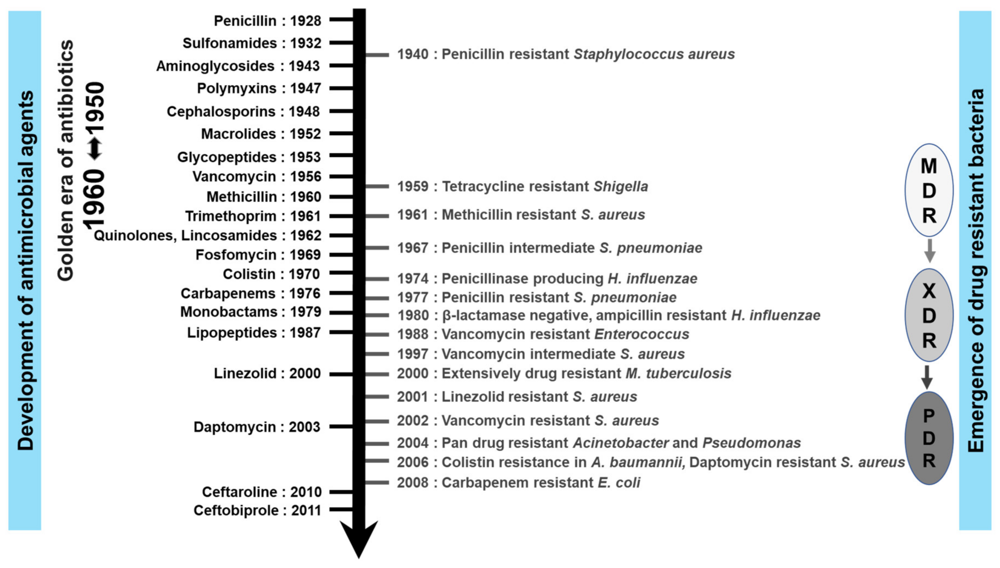 Development of antimicrobial agents
Golden era of antibiotics
1960 ↔ 1950
Penicillin : 1928
Sulfonamides : 1932
Aminoglycosides : 1943
Polymyxins : 1947
Cephalosporins : 1948
Macrolides : 1952
Glycopeptides : 1953
Vancomycin : 1956
Methicillin : 1960
Trimethoprim : 1961
Quinolones, Lincosamides : 1962
Fosfomycin : 1969
Colistin : 1970
Carbapenems : 1976
Monobactams : 1979
Lipopeptides : 1987
Linezolid : 2000
Daptomycin : 2003
Ceftaroline : 2010
Ceftobiprole : 2011
1940 : Penicillin resistant Staphylococcus aureus
1959 : Tetracycline resistant Shigella
1961 : Methicillin resistant S. aureus
1967 : Penicillin intermediate S. pneumoniae
1974 : Penicillinase producing H. influenzae
1977 : Penicillin resistant S. pneumoniae
1980 : β-lactamase negative, ampicillin resistant H. influenzae
1988 : Vancomycin resistant Enterococcus
1997 : Vancomycin intermediate S. aureus
2000 : Extensively drug resistant M. tuberculosis
2001 : Linezolid resistant S. aureus
2002 : Vancomycin resistant S. aureus
2004 : Pan drug resistant Acinetobacter and Pseudomonas
2006 : Colistin resistance in A. baumannii, Daptomycin resistant S. aureus
2008 : Carbapenem resistant E. coli
MDR
XDR
PDR
Emergence of drug resistant bacteria